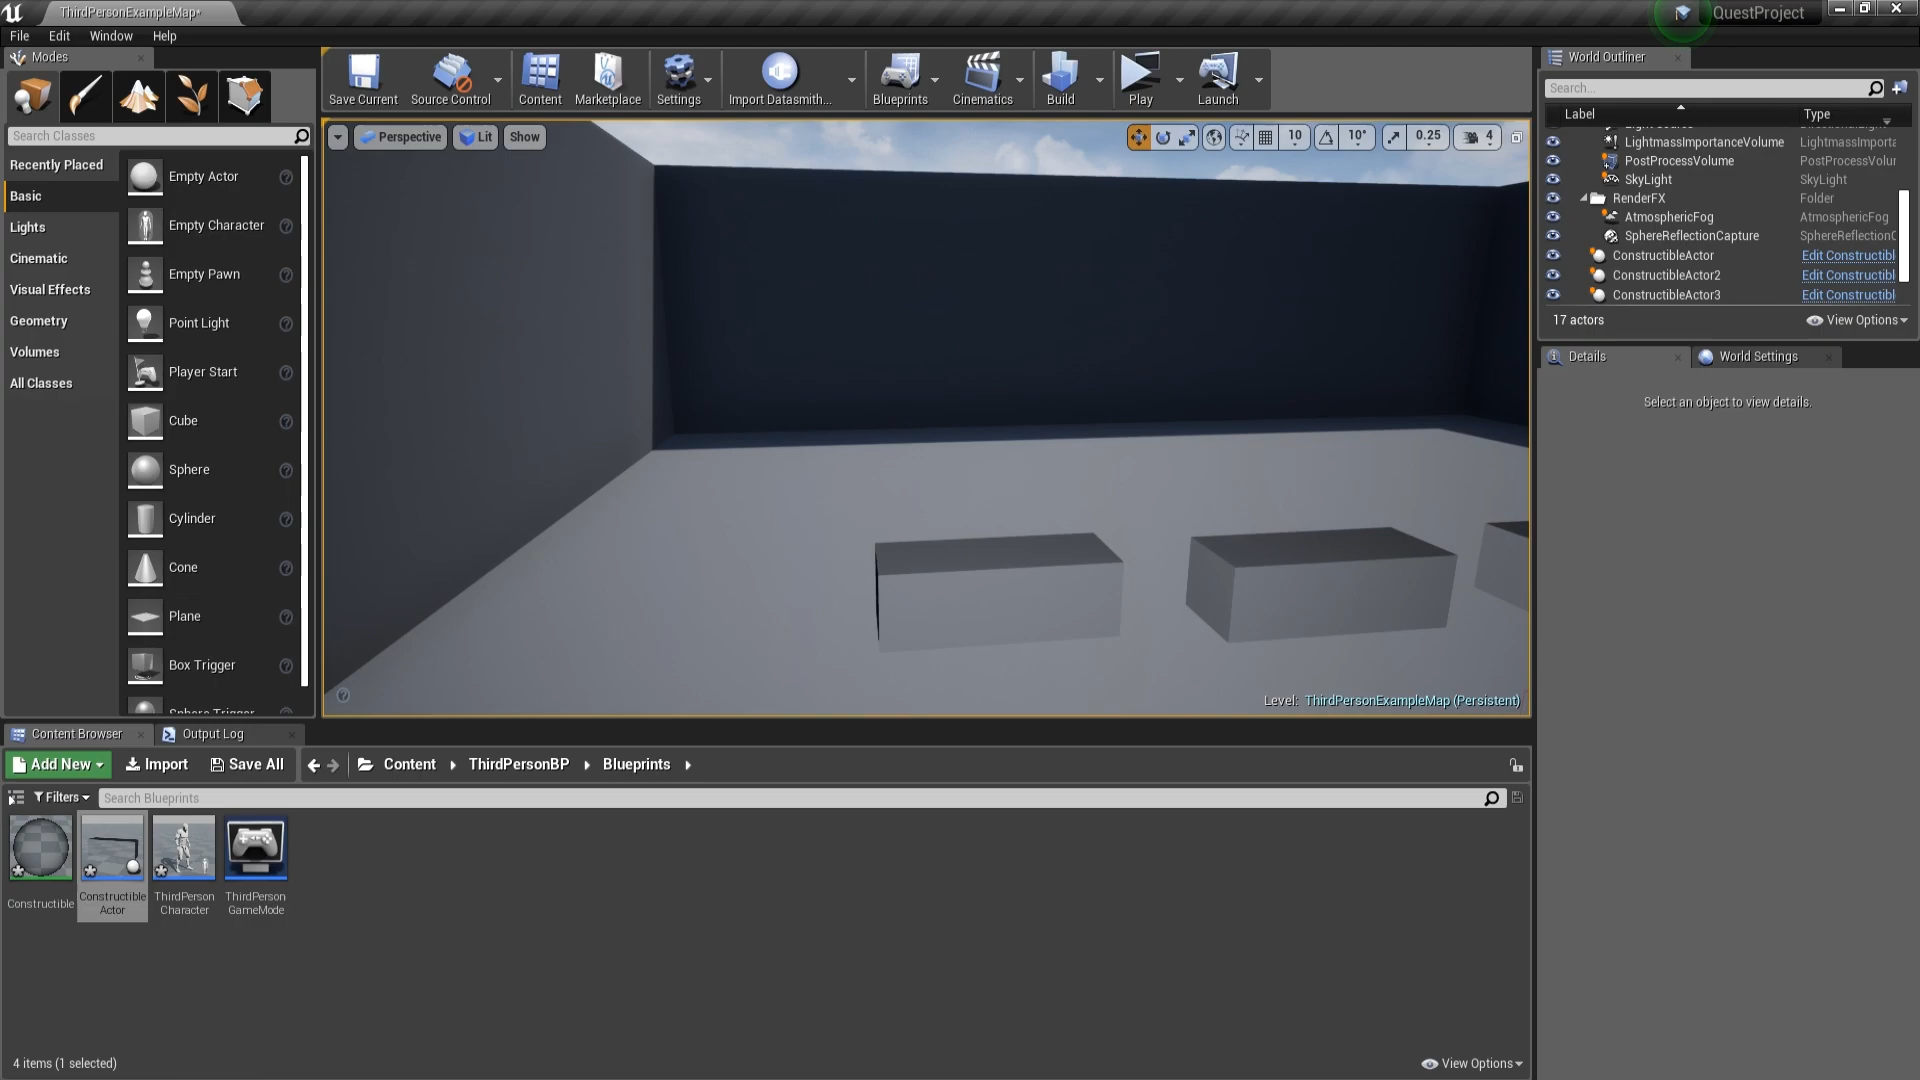 ThirdPersonExampleMap*
QuestProject
File Edit Window Help
Modes
Search Classes
Recently Placed
Basic
Lights
Cinematic
Visual Effects
Geometry
Volumes
All Classes
Empty Actor
Empty Character
Empty Pawn
Point Light
Player Start
Cube
Sphere
Cylinder
Cone
Plane
Box Trigger
Sphere Trigger
Save Current
Source Control
Content
Marketplace
Settings
Import Datasmith...
Blueprints
Cinematics
Build
Play
Launch
Perspective
Lit
Show
10
10°
0.25
4
Level: ThirdPersonExampleMap (Persistent)
World Outliner
Search...
Label Type
LightmassImportanceVolume LightmassImporta
PostProcessVolume PostProcessVolur
SkyLight SkyLight
RenderFX Folder
AtmosphericFog AtmosphericFog
SphereReflectionCapture SphereReflectionC
ConstructibleActor Edit Constructibl
ConstructibleActor2 Edit Constructibl
ConstructibleActor3 Edit Constructibl
17 actors
View Options
Details
World Settings
Select an object to view details.
Content Browser
Output Log
Add New
Import
Save All
Content
ThirdPersonBP
Blueprints
Filters
Search Blueprints
Constructible
Constructible
Actor
ThirdPerson
Character
ThirdPerson
GameMode
4 items (1 selected)
View Options